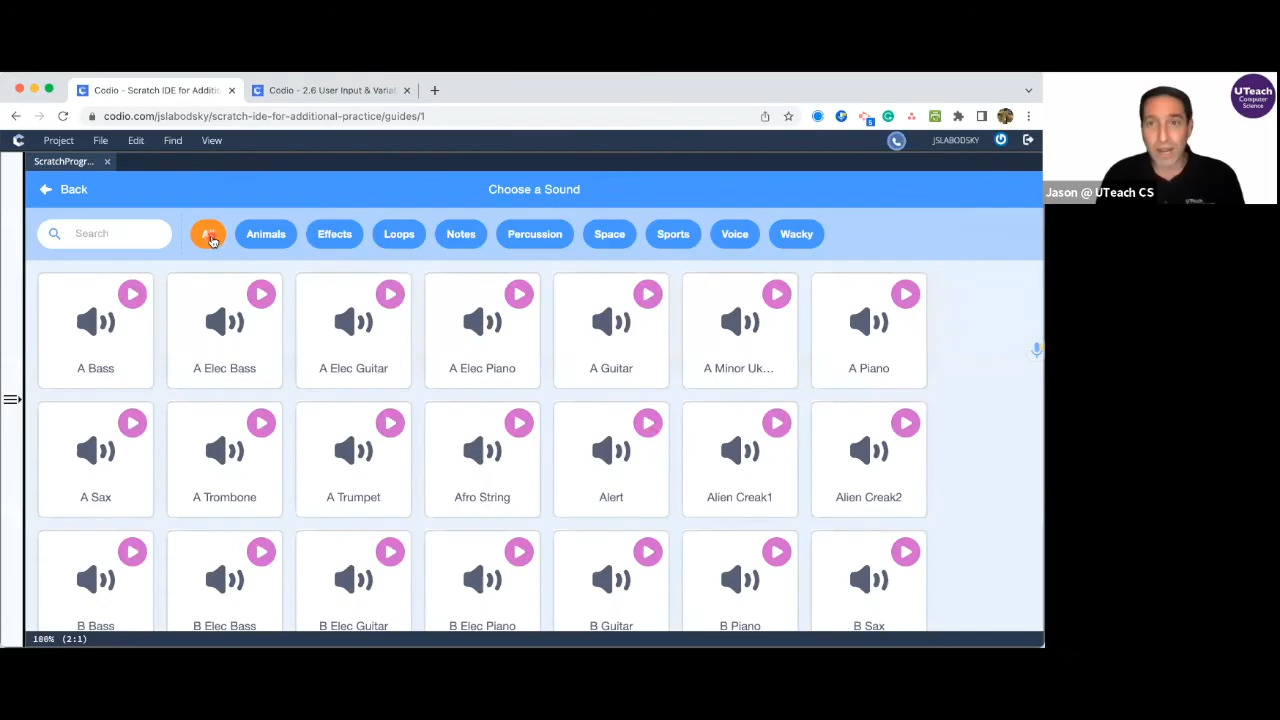 Codio - Scratch IDE for Additio
Codio - 2.6 User Input & Varial
codio.com/jslabodsky/scratch-ide-for-additional-practice/guides/1
5
UTeach
Computer
Science
Project File Edit Find View
JSLABODSKY
ScratchProgr...
Jason @ UTeach CS
Back
Choose a Sound
Search
All Animals Effects Loops Notes Percussion Space Sports Voice Wacky
A Bass A Elec Bass A Elec Guitar A Elec Piano A Guitar A Minor Uk... A Piano
A Sax A Trombone A Trumpet Afro String Alert Alien Creak1 Alien Creak2
B Bass B Elec Bass B Elec Guitar B Elec Piano B Guitar B Piano B Sax
100% (2:1)